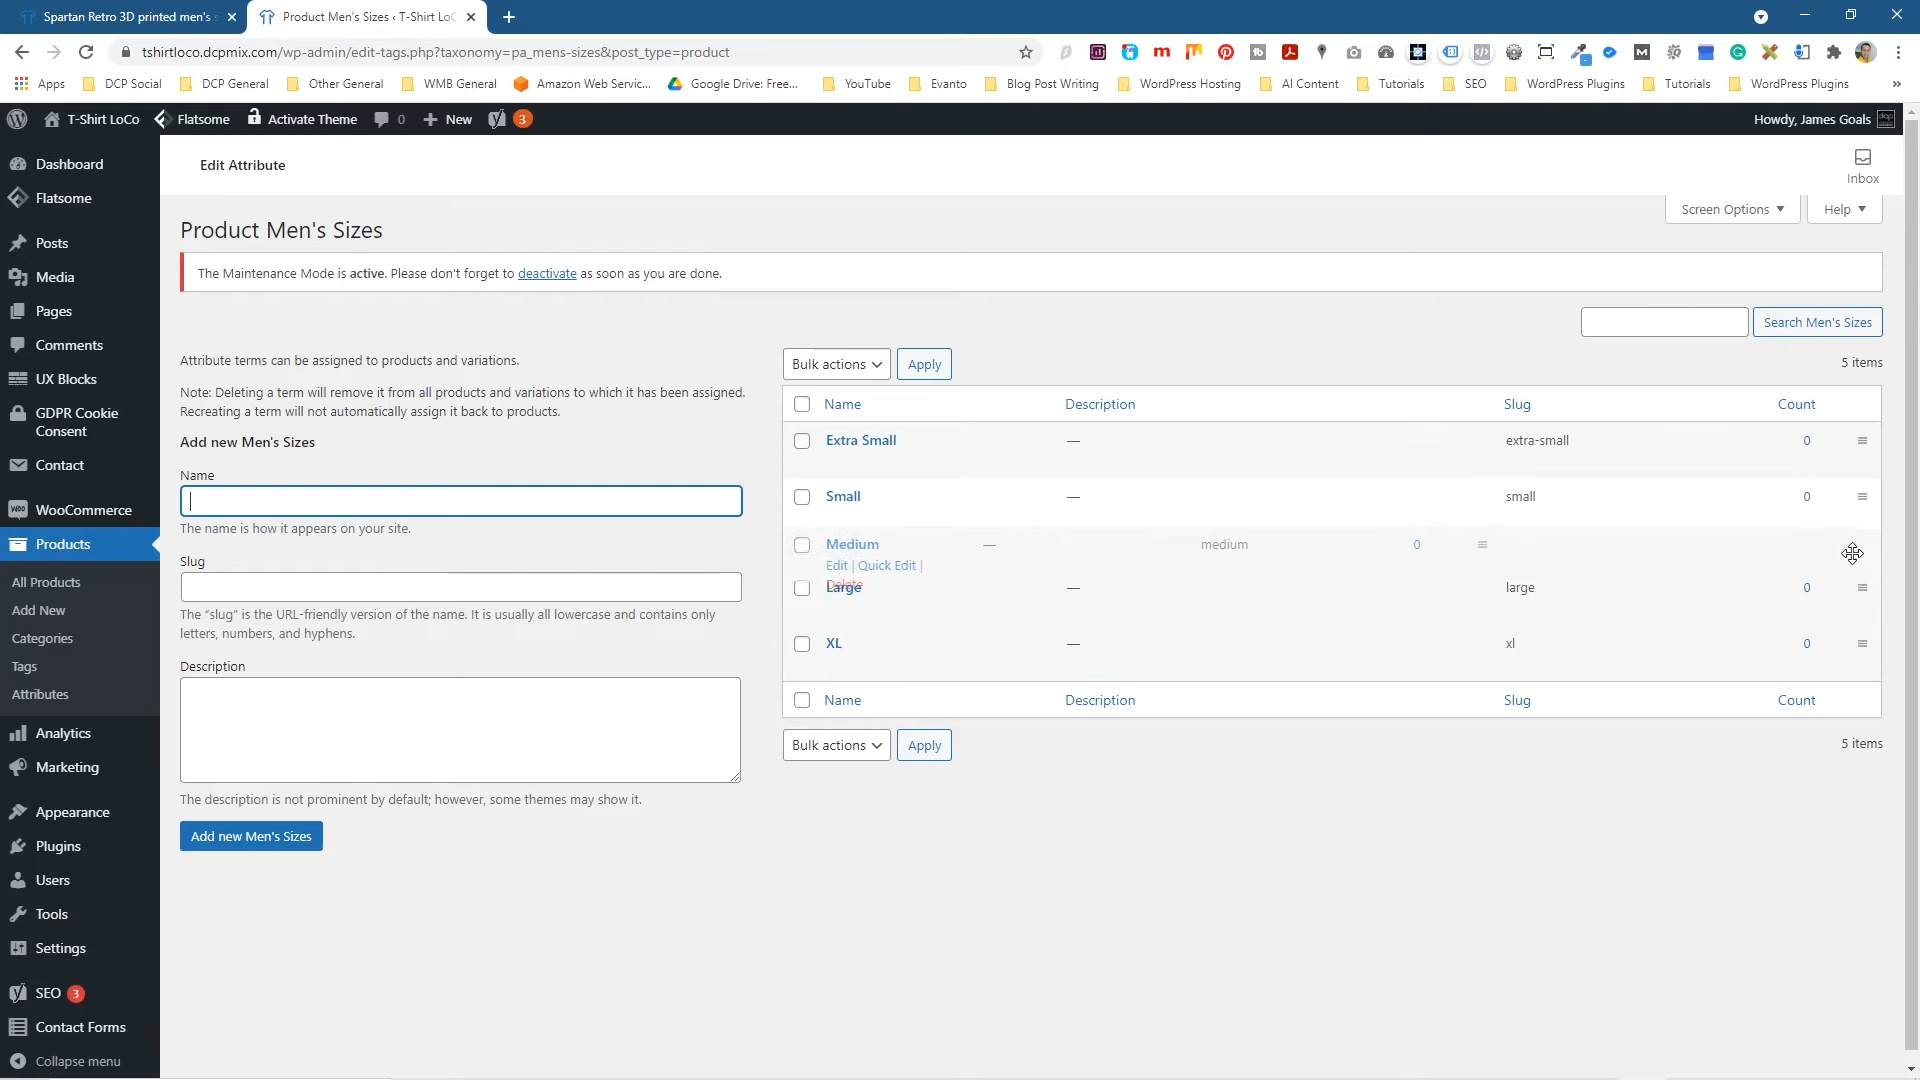 Spartan Retro 3D printed men's s
Product Men's Sizes ‹ T-Shirt LoC
tshirtloco.dcpmix.com/wp-admin/edit-tags.php?taxonomy=pa_mens-sizes&post_type=product
Apps
DCP Social
DCP General
Other General
WMB General
Amazon Web Servic...
Google Drive: Free...
YouTube
Evanto
Blog Post Writing
WordPress Hosting
AI Content
Tutorials
SEO
WordPress Plugins
Tutorials
WordPress Plugins
»
T-Shirt LoCo
Flatsome
Activate Theme
0
New
3
Howdy, James Goals
Dashboard
Flatsome
Posts
Media
Pages
Comments
UX Blocks
GDPR Cookie
Consent
Contact
WooCommerce
Products
All Products
Add New
Categories
Tags
Attributes
Analytics
Marketing
Appearance
Plugins
Users
Tools
Settings
SEO 3
Contact Forms
Collapse menu
Edit Attribute
Inbox
Screen Options
Help
Product Men's Sizes
The Maintenance Mode is active. Please don't forget to deactivate as soon as you are done.
Search Men's Sizes
Attribute terms can be assigned to products and variations.
Note: Deleting a term will remove it from all products and variations to which it has been assigned.
Recreating a term will not automatically assign it back to products.
Add new Men's Sizes
Name
The name is how it appears on your site.
Slug
The “slug” is the URL-friendly version of the name. It is usually all lowercase and contains only
letters, numbers, and hyphens.
Description
The description is not prominent by default; however, some themes may show it.
Add new Men's Sizes
Bulk actions
Apply
5 items
Name Description Slug Count
Extra Small — extra-small 0
Small — small 0
Medium — medium 0
Edit | Quick Edit |
Delete
Large — large 0
XL — xl 0
Name Description Slug Count
Bulk actions
Apply
5 items